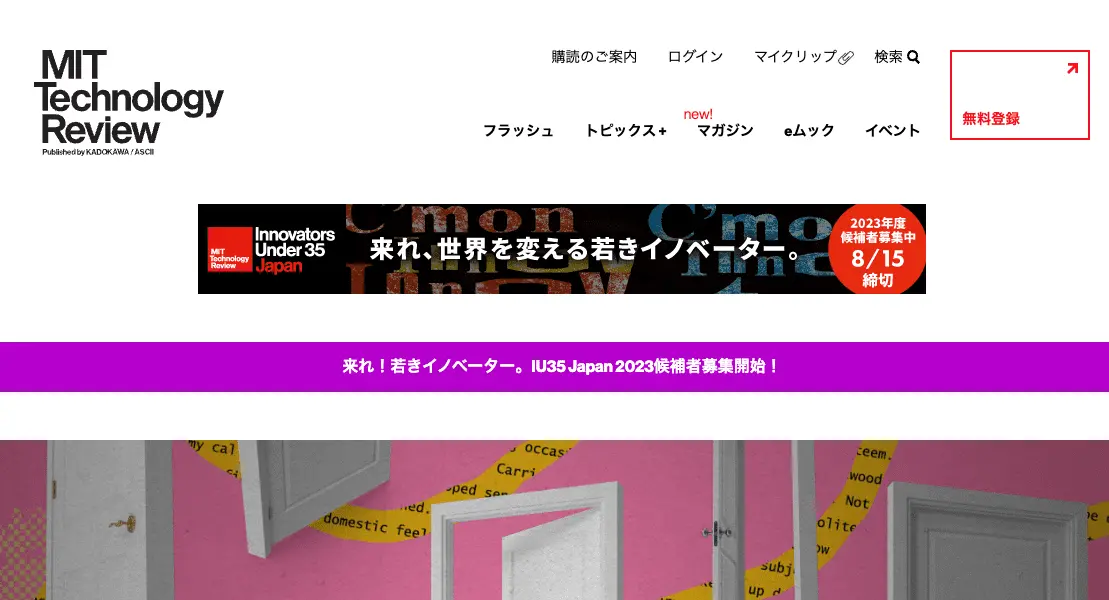 MIT
Technology
Review
Published by KADOKAWA / ASCII
購読のご案内 ログイン マイクリップ 検索
無料登録
new!
フラッシュ トピックス+ マガジン eムック イベント
MIT
Technology
Review
Innovators
Under 35
Japan
C'mon
C'mo
来れ、世界を変える若きイノベーター。
2023年度
候補者募集中
8/15
締切
来れ！若きイノベーター。IU35 Japan 2023候補者募集開始！
my cal
occas
Carri
ped se
domestic feel
teem.
wood
Not
olite
ow
subj
up d